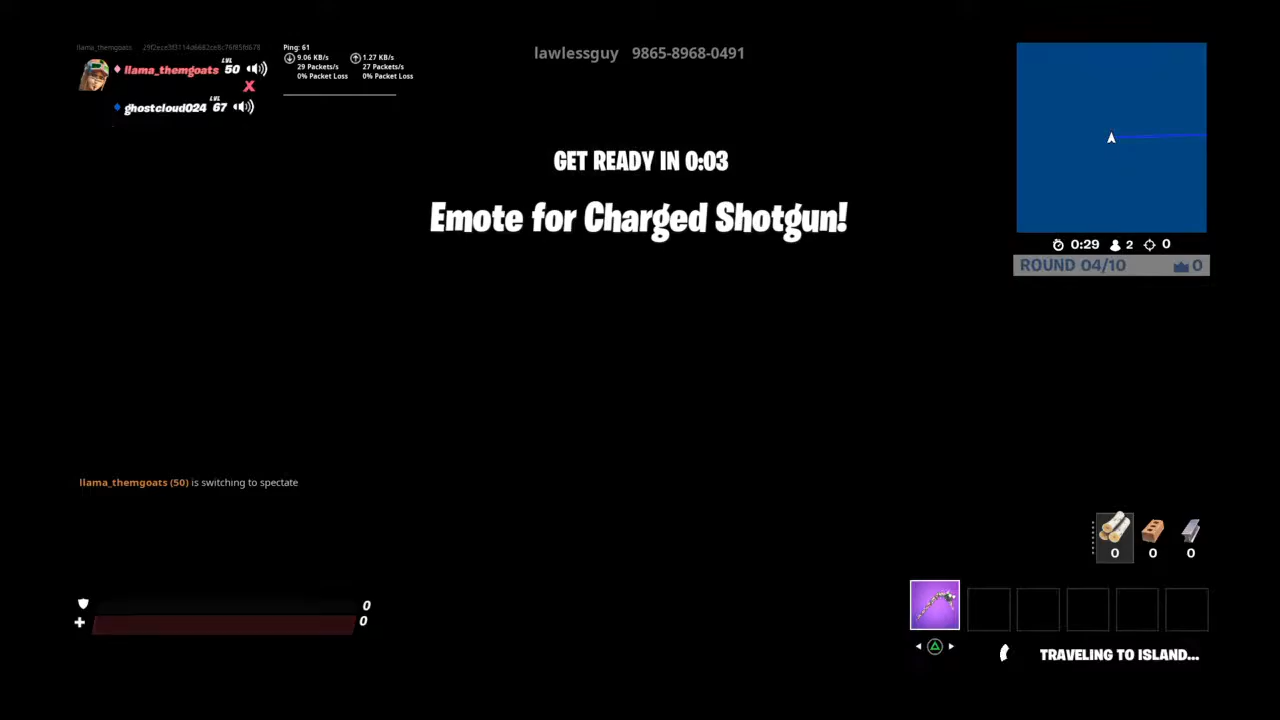 llama_themgoats
llama_themgoats LVL 50
X
ghostcloud024 LVL 67
Ping: 61
9.06 KB/s 1.27 KB/s
29 Packets/s 27 Packets/s
0% Packet Loss 0% Packet Loss
lawlessguy 9865-8968-0491
GET READY IN 0:03
Emote for Charged Shotgun!
0:29 2 0
ROUND 04/10 0
llama_themgoats (50) is switching to spectate
0 0 0
0
0
TRAVELING TO ISLAND...